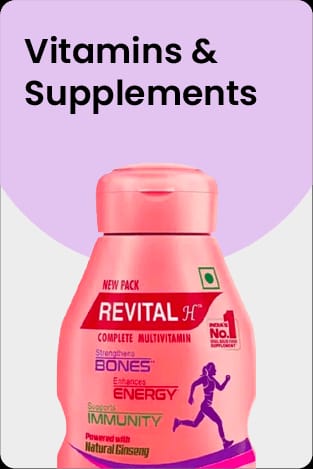 Vitamins &
Supplements
NEW PACK
REVITAL H™
INDIA'S
No.1
COMPLETE MULTIVITAMIN
Strengthens
BONES
Enhances
ENERGY
Supports
IMMUNITY
Powered with
Natural Ginseng